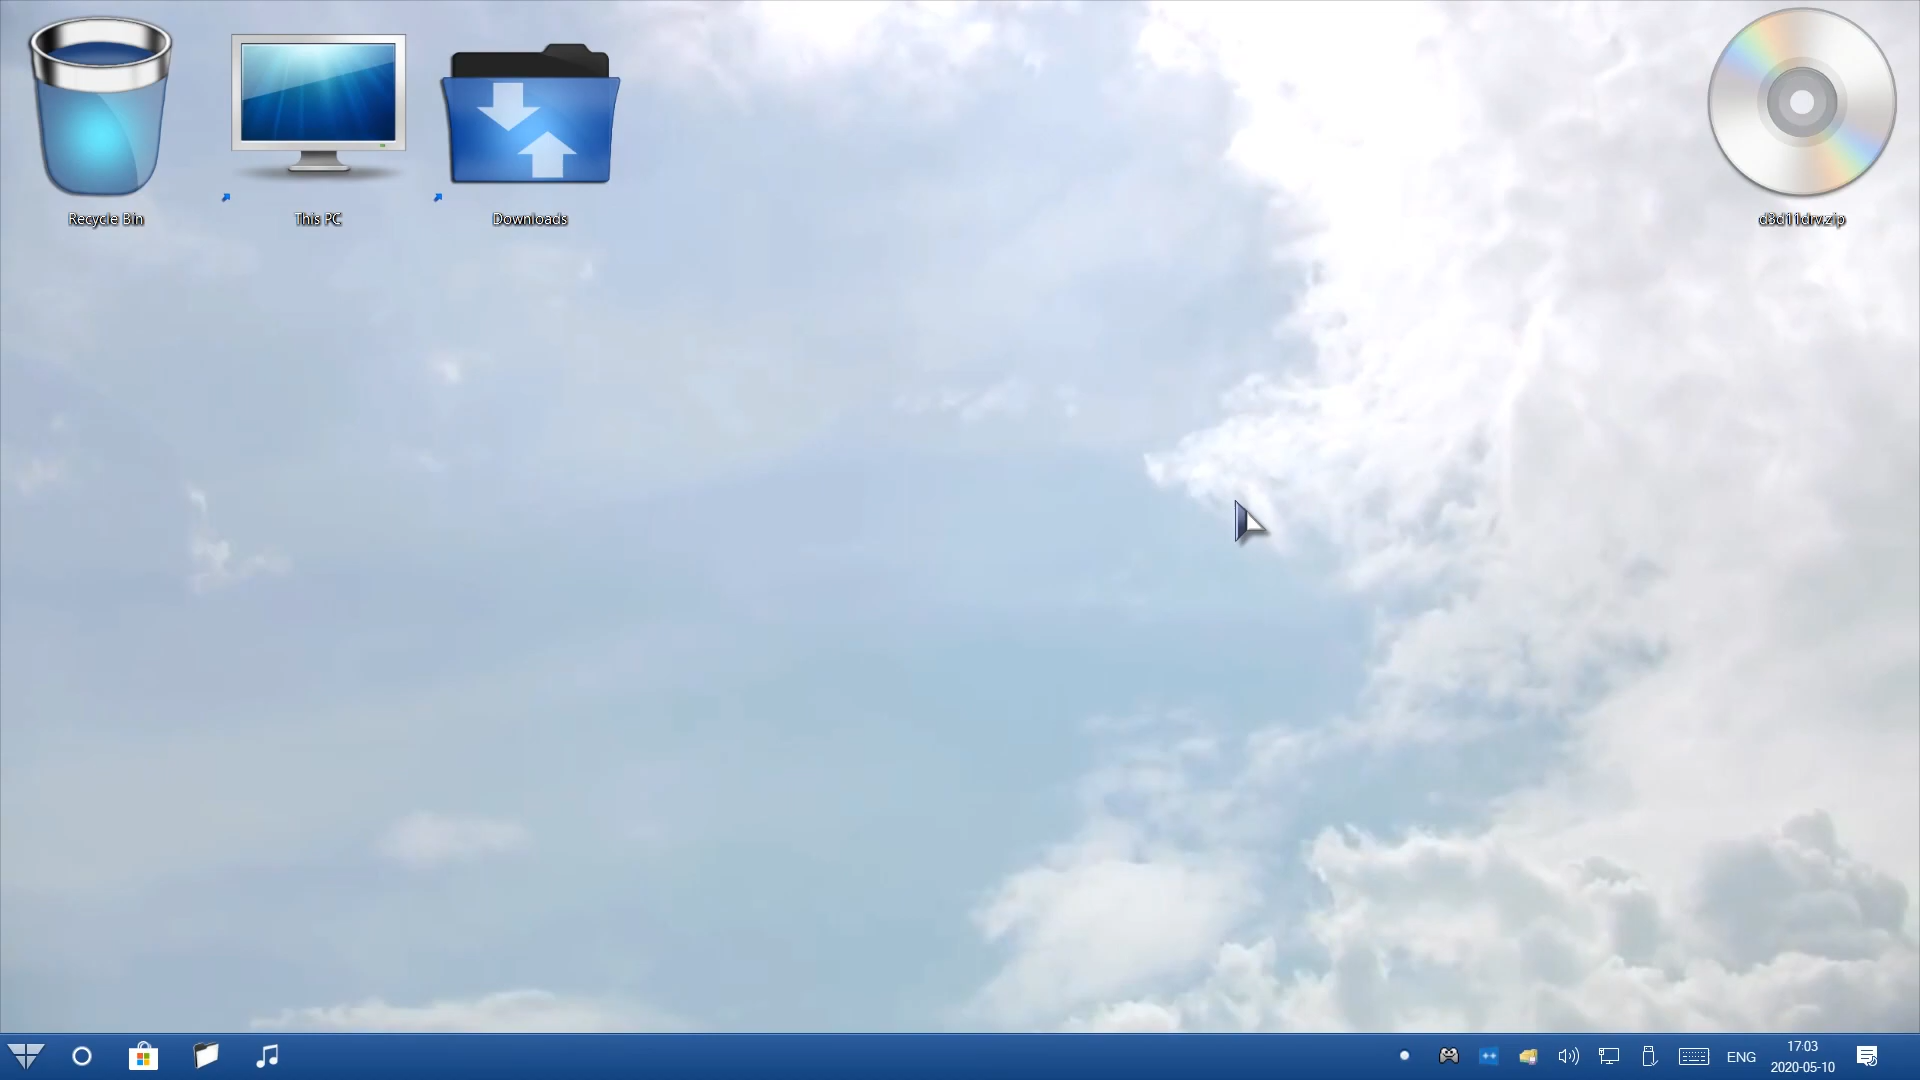 Recycle Bin
This PC
Downloads
d3d11drv.zip
ENG
17:03
2020-05-10